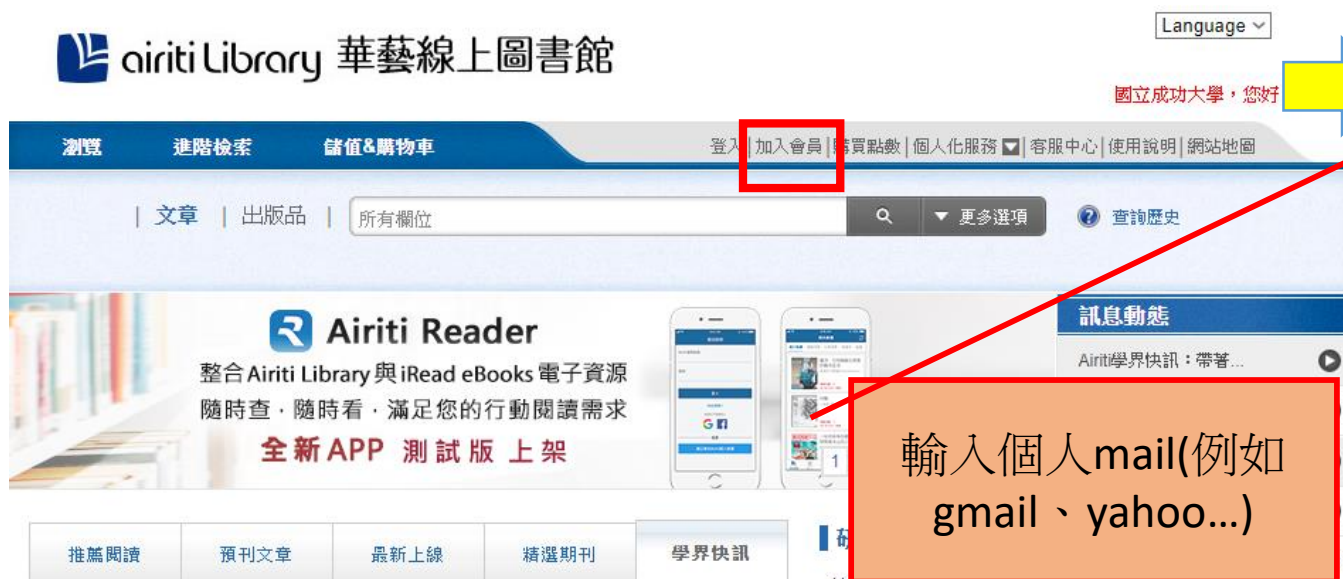 Language
airiti Library 華藝線上圖書館
國立成功大學，您好
瀏覽 進階檢索 儲值&購物車
登入|加入會員|購買點數|個人化服務|客服中心|使用說明|網站地圖
| 文章 | 出版品 | 所有欄位 更多選項 查詢歷史
Airiti Reader
整合Airiti Library與iRead eBooks電子資源
隨時查．隨時看．滿足您的行動閱讀需求
全新APP 測試版 上架
1
訊息動態
Airiti學界快訊：帶著...
輸入個人mail(例如
gmail、yahoo…)
推薦閱讀 預刊文章 最新上線 精選期刊 學界快訊